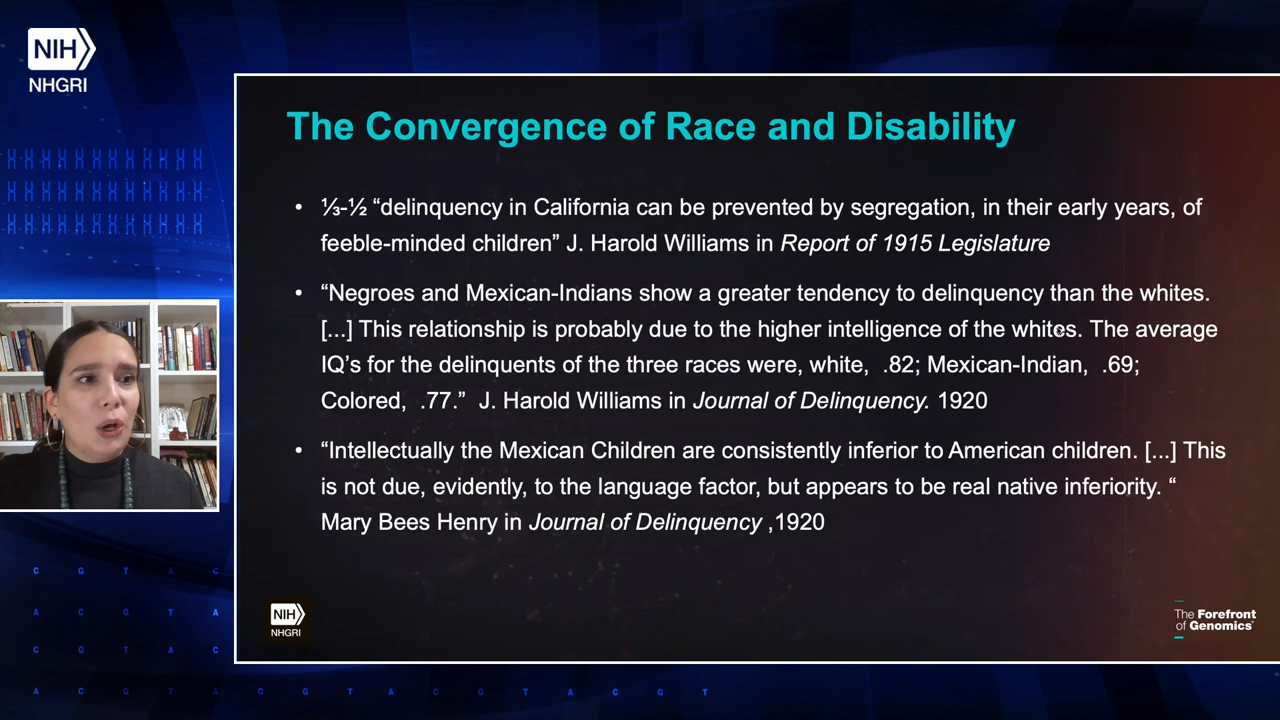 NIH
NHGRI
The Convergence of Race and Disability
• ⅓-½ “delinquency in California can be prevented by segregation, in their early years, of
feeble-minded children” J. Harold Williams in Report of 1915 Legislature
• “Negroes and Mexican-Indians show a greater tendency to delinquency than the whites.
[...] This relationship is probably due to the higher intelligence of the whites. The average
IQ’s for the delinquents of the three races were, white, .82; Mexican-Indian, .69;
Colored, .77.” J. Harold Williams in Journal of Delinquency. 1920
• “Intellectually the Mexican Children are consistently inferior to American children. [...] This
is not due, evidently, to the language factor, but appears to be real native inferiority. “
Mary Bees Henry in Journal of Delinquency ,1920
NIH
NHGRI
The Forefront
of Genomics®
C G T A C
A C G T A
C G T A C
A C G T A C G T A C G T A C G T